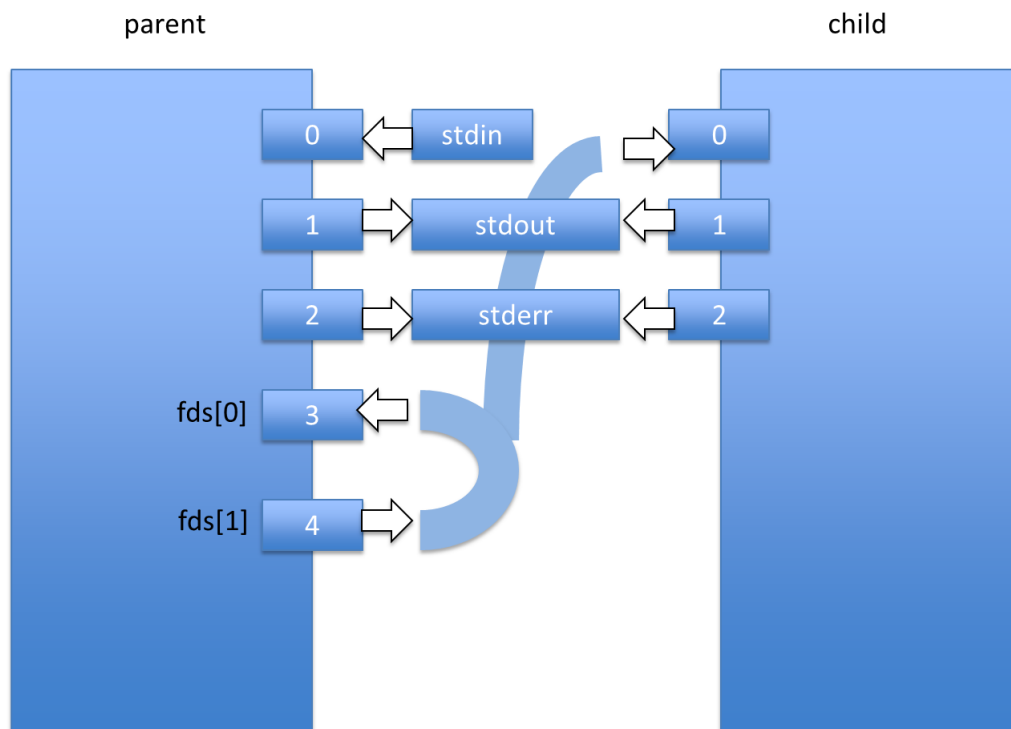 parent child
0 stdin 0
1 stdout 1
2 stderr 2
fds[0] 3
fds[1] 4